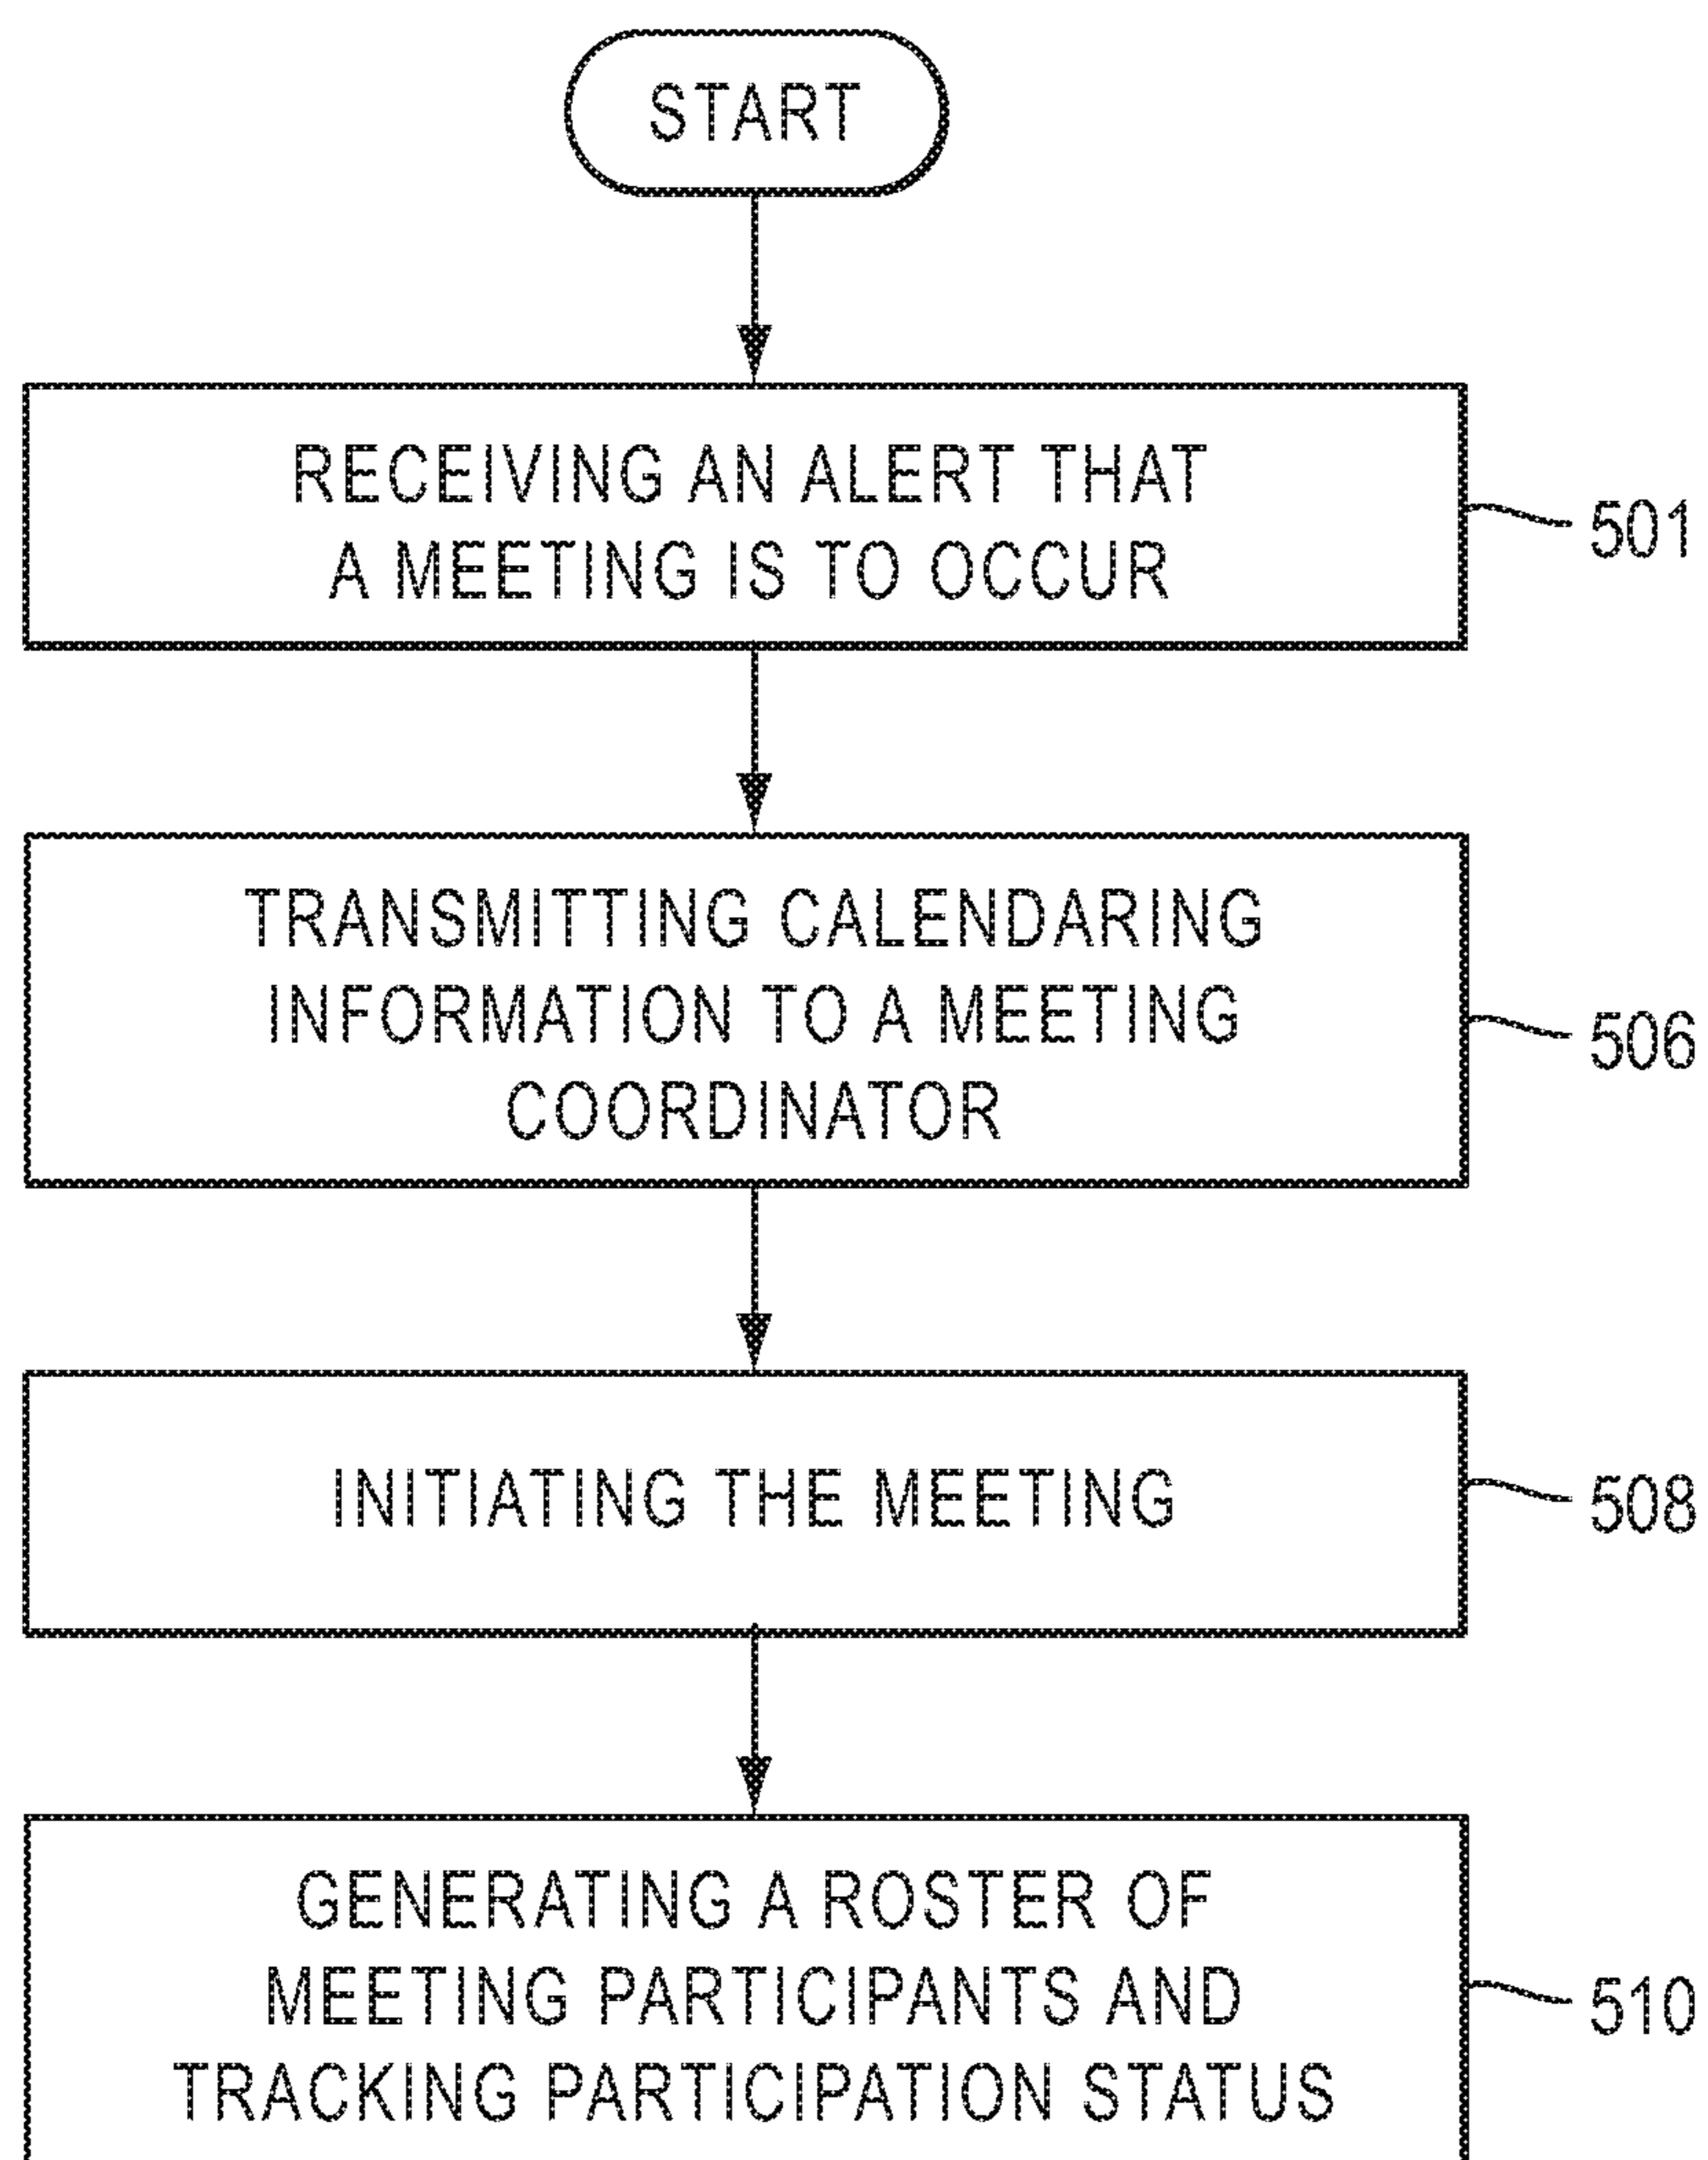 START
RECEIVING AN ALERT THAT
A MEETING IS TO OCCUR
501
TRANSMITTING CALENDARING
INFORMATION TO A MEETING
COORDINATOR
506
INITIATING THE MEETING
508
GENERATING A ROSTER OF
MEETING PARTICIPANTS AND
TRACKING PARTICIPATION STATUS
510